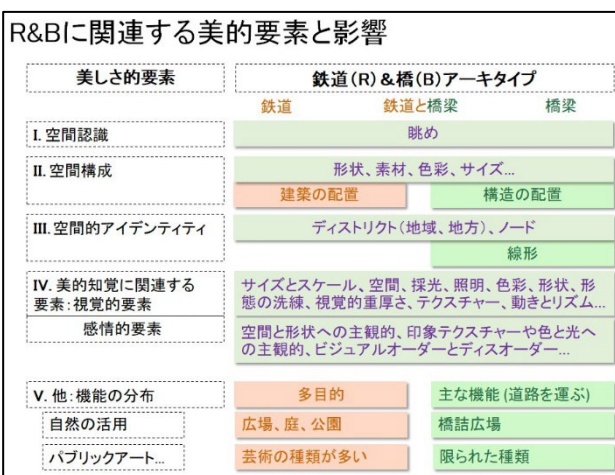 R&Bに関連する美的要素と影響
美しさ的要素
鉄道(R)&橋(B)アーキタイプ
鉄道 鉄道と橋梁 橋梁
I. 空間認識
眺め
II. 空間構成
形状、素材、色彩、サイズ...
建築の配置
構造の配置
III. 空間的アイデンティティ
ディストリクト(地域、地方)、ノード
線形
IV. 美的知覚に関連する
要素:視覚的要素
サイズとスケール、空間、採光、照明、色彩、形状、形
態の洗練、視覚的重厚さ、テクスチャー、動きとリズム...
感情的要素
空間と形状への主観的、印象テクスチャーや色と光へ
の主観的、ビジュアルオーダーとディスオーダー...
V. 他:機能の分布
多目的
主な機能 (道路を運ぶ)
自然の活用
広場、庭、公園
橋詰広場
パブリックアート...
芸術の種類が多い
限られた種類